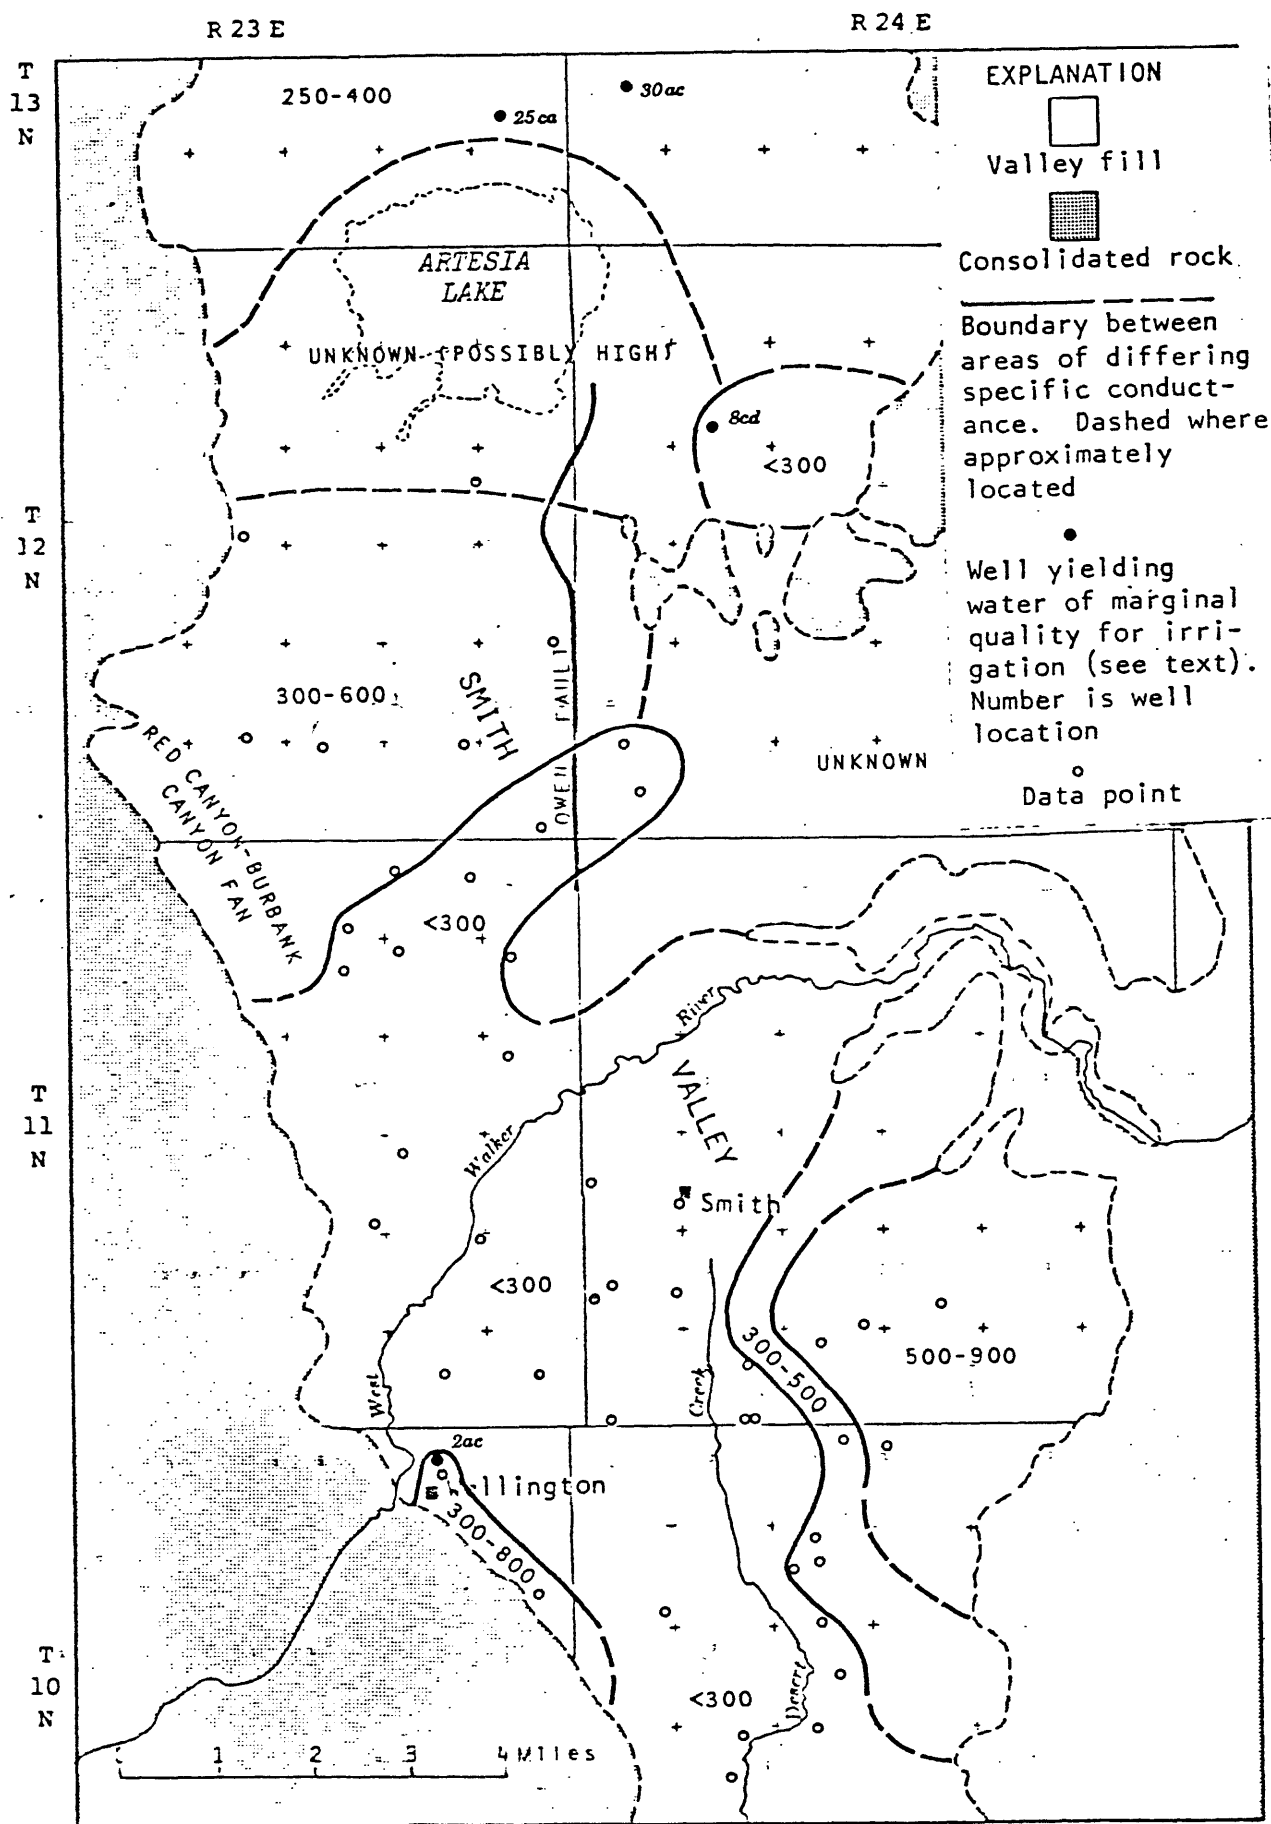 R 23 E
R 24 E
T
13
N
250-400
25ca
30ac
EXPLANATION
Valley fill
Consolidated rock
Boundary between
areas of differing
specific conduct-
ance. Dashed where
approximately
located
Well yielding
water of marginal
quality for irri-
gation (see text).
Number is well
location
Data point
ARTESIA
LAKE
UNKNOWN (POSSIBLY HIGH)
8cd
<300
T
12
N
300-600
SMITH
OWEN FAULT
RED CANYON-BURBANK
CANYON FAN
UNKNOWN
<300
River
T
11
N
Walker
VALLEY
Smith
<300
300-500
500-900
West
Creek
2ac
Wellington
300-800
T
10
N
<300
Desert
1 2 3 4 Miles